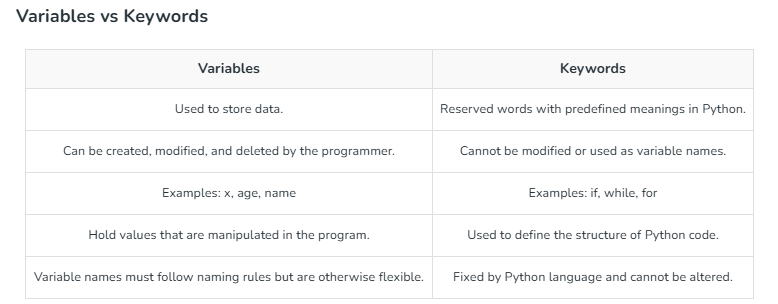 Variables vs Keywords
Variables Keywords
Used to store data. Reserved words with predefined meanings in Python.
Can be created, modified, and deleted by the programmer. Cannot be modified or used as variable names.
Examples: x, age, name Examples: if, while, for
Hold values that are manipulated in the program. Used to define the structure of Python code.
Variable names must follow naming rules but are otherwise flexible. Fixed by Python language and cannot be altered.